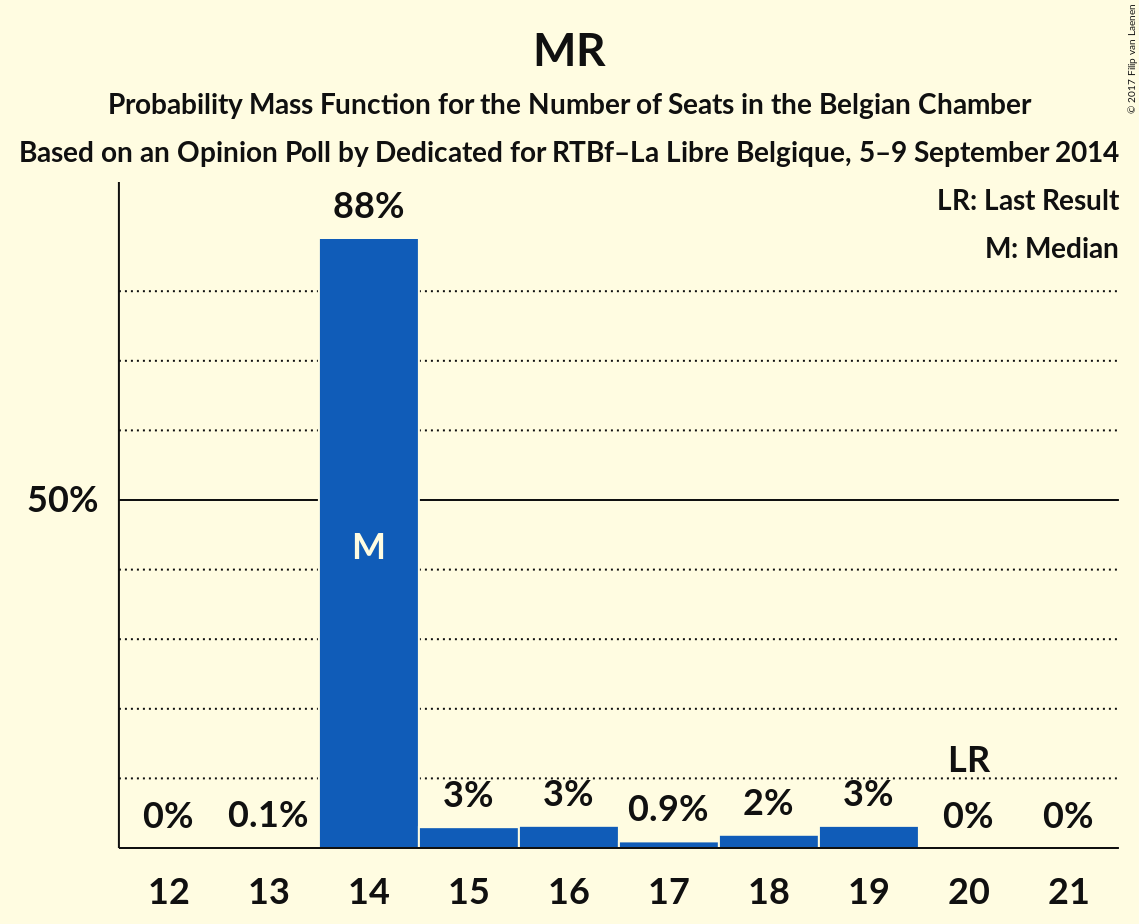 MR
Probability Mass Function for the Number of Seats in the Belgian Chamber
Based on an Opinion Poll by Dedicated for RTBf–La Libre Belgique, 5–9 September 2014
© 2017 Filip van Laenen
LR: Last Result
M: Median
88%
50%
M
LR
0% 0.1% 3% 3% 0.9% 2% 3% 0% 0%
12 13 14 15 16 17 18 19 20 21